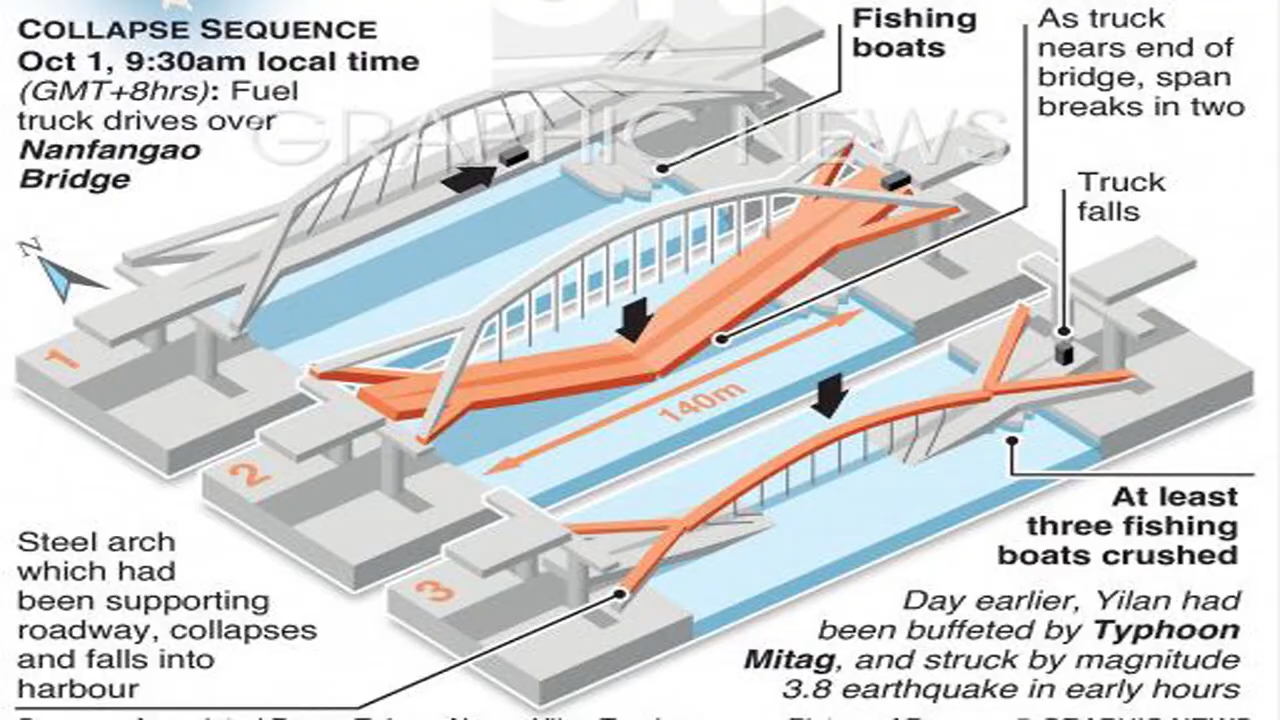 COLLAPSE SEQUENCE
Oct 1, 9:30am local time
(GMT+8hrs): Fuel
truck drives over
Nanfangao
Bridge
Fishing
boats
As truck
nears end of
bridge, span
breaks in two
Truck
falls
GRAPHIC NEWS
N
1
2
140m
3
Steel arch
which had
been supporting
roadway, collapses
and falls into
harbour
At least
three fishing
boats crushed
Day earlier, Yilan had
been buffeted by Typhoon
Mitag, and struck by magnitude
3.8 earthquake in early hours